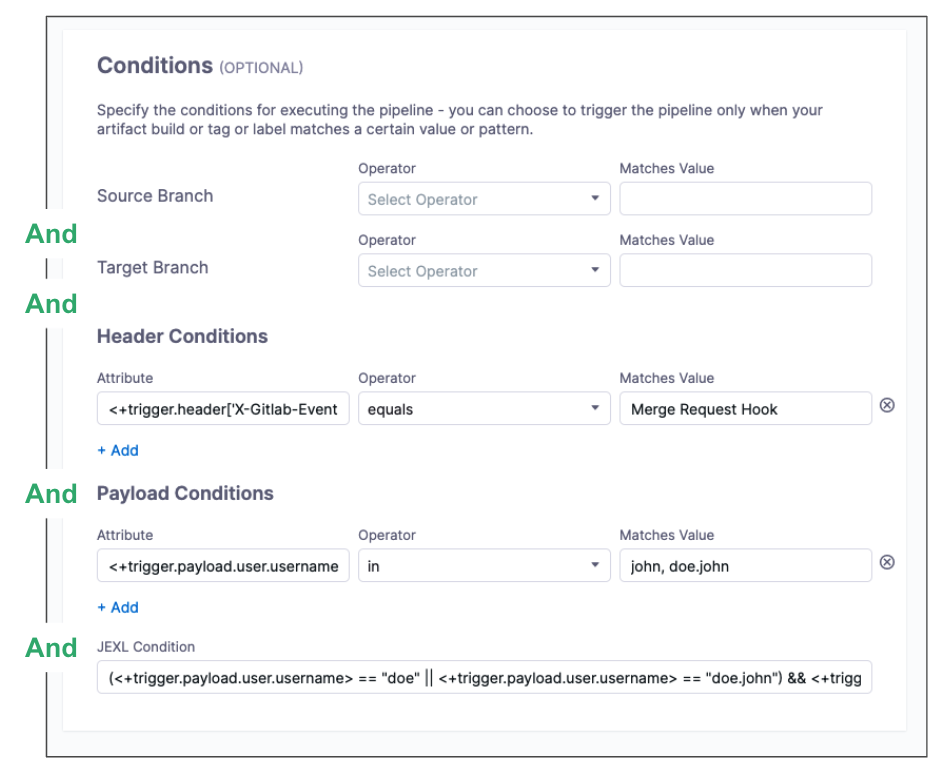 Conditions (OPTIONAL)
Specify the conditions for executing the pipeline - you can choose to trigger the pipeline only when your
artifact build or tag or label matches a certain value or pattern.
Operator Matches Value
Source Branch Select Operator
And
Operator Matches Value
Target Branch Select Operator
And
Header Conditions
Attribute Operator Matches Value
<+trigger.header['X-Gitlab-Event equals Merge Request Hook
+ Add
And Payload Conditions
Attribute Operator Matches Value
<+trigger.payload.user.username in john, doe.john
+ Add
And JEXL Condition
(<+trigger.payload.user.username> == "doe" || <+trigger.payload.user.username> == "doe.john") && <+trigg